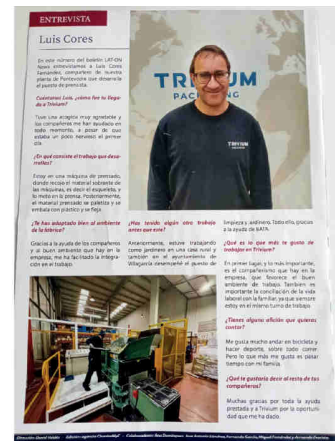 ENTREVISTA
Luis Cores
En este número del boletín LAT-ON
News entrevistamos a Luis Cores
Fernández, compañero de nuestra
planta de Pontevedra que desarrolla
el puesto de prensista.
Cuéntanos Luis, ¿cómo fue tu llega-
da a Trivium?
Tuve una acogida muy agradable y
los compañeros me han ayudado en
todo momento, a pesar de que
estaba un poco nervioso el primer
día.
¿En qué consiste el trabajo que desa-
rrollas?
Estoy en una máquina de prensado,
donde recibo el material sobrante de
las máquinas, es decir el esqueleto, y
lo meto en la prensa. Posteriormente,
el material prensado se paletiza y se
embala con plástico y se fleja.
¿Te has adaptado bien al ambiente
de la fábrica?
Gracias a la ayuda de los compañeros
y al buen ambiente que hay en la
empresa, me ha facilitado la integra-
ción en el trabajo.
TRIVIUM
PACKAGING
TRIVIUM
PACKAGING
¿Has tenido algún otro trabajo
antes que este?
Anteriormente, estuve trabajando
como jardinero en una casa rural y
también en el ayuntamiento de
Vilagarcía desempeñé el puesto de
limpieza y jardinero. Todo ello, gracias
a la ayuda de
¿Qué es lo que más te gusta de
trabajar en Trivium?
En primer lugar, y lo más importante,
es el compañerismo que hay en la
empresa, que favorece el buen
ambiente de trabajo. También es
importante la conciliación de la vida
laboral con la familiar, ya que siempre
estoy en el mismo turno de trabajo.
¿Tienes alguna afición que quieras
contar?
Me gusta mucho andar en bicicleta y
hacer deporte, sobre todo correr.
Pero lo que más me gusta es pasar
tiempo con mi familia.
¿Qué te gustaría decir al resto de tus
compañeros?
Muchas gracias por toda la ayuda
prestada y a Trivium por la oportuni-
dad que me ha dado.